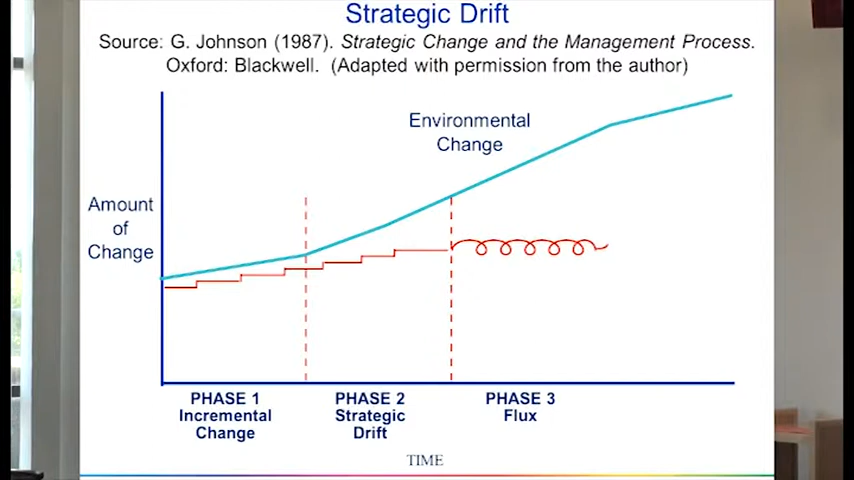 Strategic Drift
Source: G. Johnson (1987). Strategic Change and the Management Process.
Oxford: Blackwell. (Adapted with permission from the author)
Environmental
Change
Amount
of
Change
PHASE 1
Incremental
Change
PHASE 2
Strategic
Drift
PHASE 3
Flux
TIME